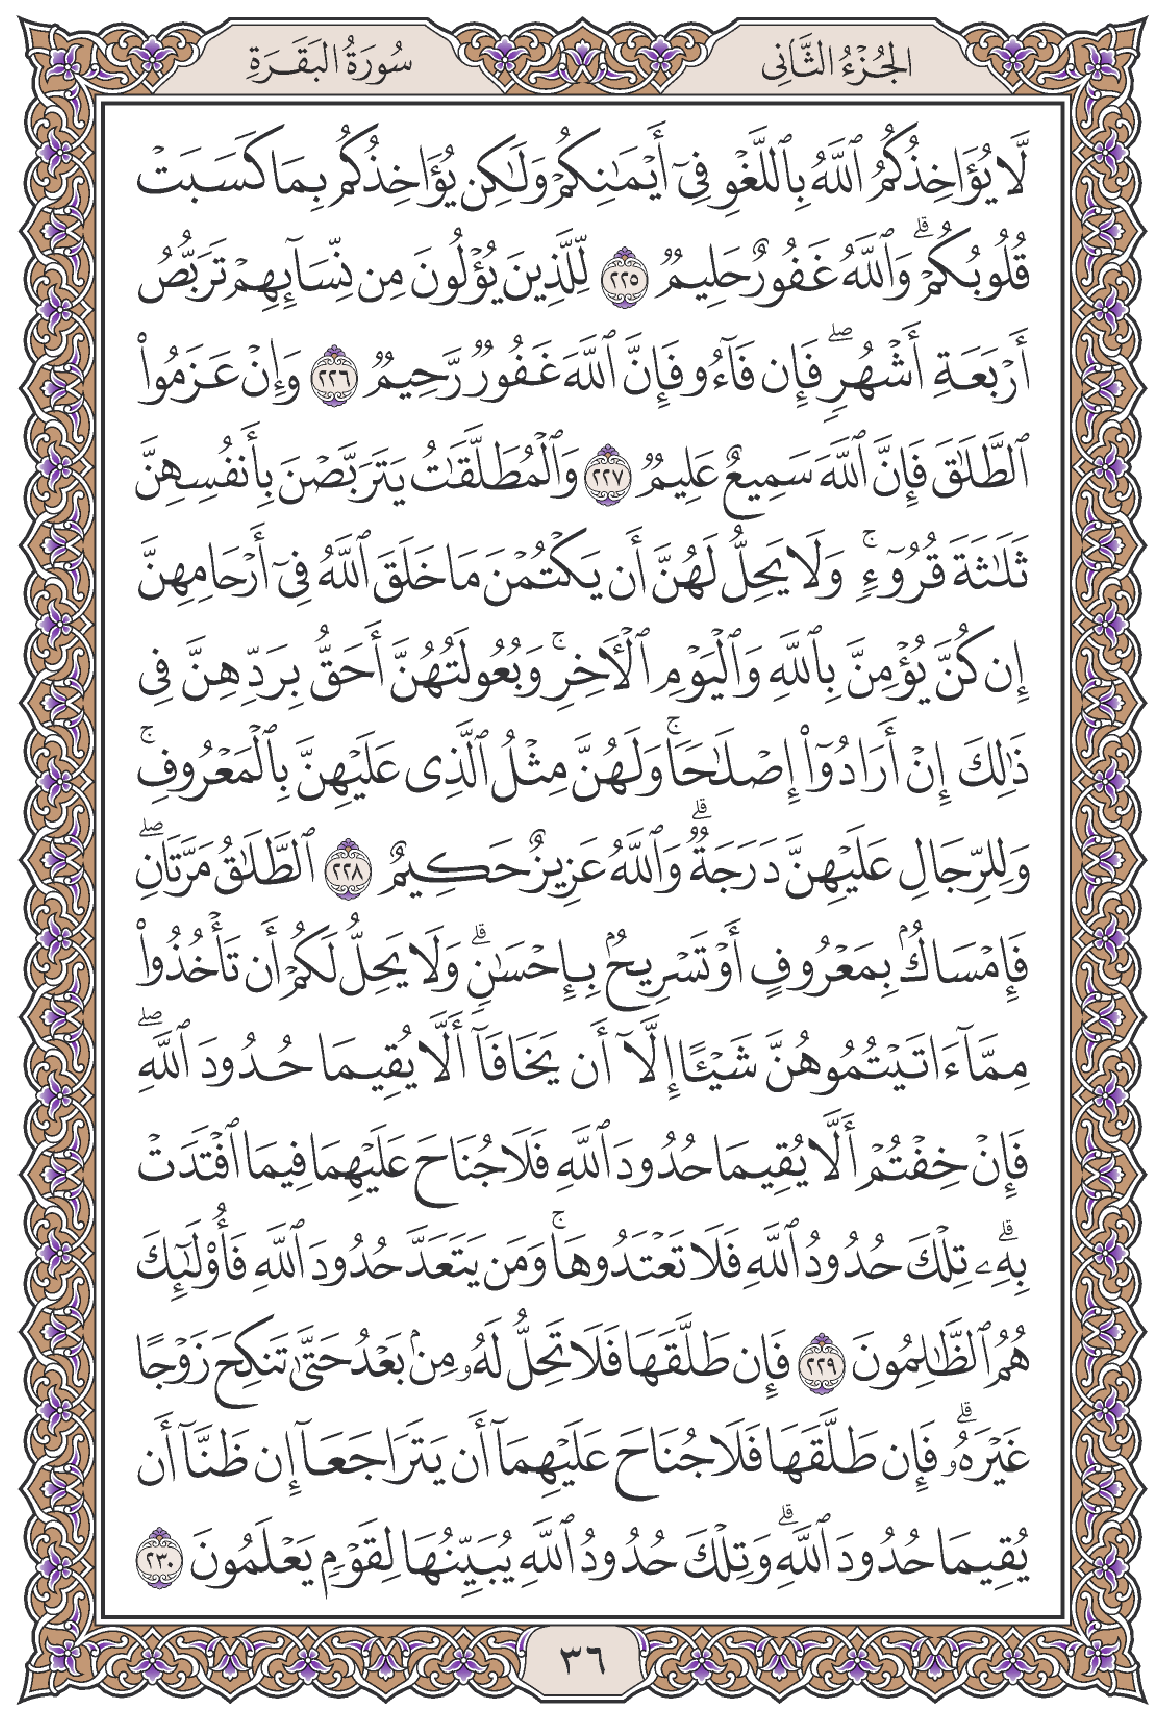 الجُزْءُ الثَّانِي
سُورَةُ البَقَرَةِ
لَّا يُؤَاخِذُكُمُ ٱللَّهُ بِٱللَّغْوِ فِىٓ أَيْمَٰنِكُمْ وَلَٰكِن يُؤَاخِذُكُم بِمَا كَسَبَتْ
قُلُوبُكُمْ ۗ وَٱللَّهُ غَفُورٌ حَلِيمٌ ٢٢٥ لِّلَّذِينَ يُؤْلُونَ مِن نِّسَآئِهِمْ تَرَبُّصُ
أَرْبَعَةِ أَشْهُرٍ ۖ فَإِن فَآءُو فَإِنَّ ٱللَّهَ غَفُورٌ رَّحِيمٌ ٢٢٦ وَإِنْ عَزَمُوا۟
ٱلطَّلَٰقَ فَإِنَّ ٱللَّهَ سَمِيعٌ عَلِيمٌ ٢٢٧ وَٱلْمُطَلَّقَٰتُ يَتَرَبَّصْنَ بِأَنفُسِهِنَّ
ثَلَٰثَةَ قُرُوٓءٍ ۚ وَلَا يَحِلُّ لَهُنَّ أَن يَكْتُمْنَ مَا خَلَقَ ٱللَّهُ فِىٓ أَرْحَامِهِنَّ
إِن كُنَّ يُؤْمِنَّ بِٱللَّهِ وَٱلْيَوْمِ ٱلْءَاخِرِ ۚ وَبُعُولَتُهُنَّ أَحَقُّ بِرَدِّهِنَّ فِى
ذَٰلِكَ إِنْ أَرَادُوٓا۟ إِصْلَٰحًا ۚ وَلَهُنَّ مِثْلُ ٱلَّذِى عَلَيْهِنَّ بِٱلْمَعْرُوفِ ۚ
وَلِلرِّجَالِ عَلَيْهِنَّ دَرَجَةٌ ۗ وَٱللَّهُ عَزِيزٌ حَكِيمٌ ٢٢٨ ٱلطَّلَٰقُ مَرَّتَانِ ۖ
فَإِمْسَاكٌۢ بِمَعْرُوفٍ أَوْ تَسْرِيحٌۢ بِإِحْسَٰنٍ ۗ وَلَا يَحِلُّ لَكُمْ أَن تَأْخُذُوا۟
مِمَّآ ءَاتَيْتُمُوهُنَّ شَيْـًٔا إِلَّآ أَن يَخَافَآ أَلَّا يُقِيمَا حُدُودَ ٱللَّهِ ۖ
فَإِنْ خِفْتُمْ أَلَّا يُقِيمَا حُدُودَ ٱللَّهِ فَلَا جُنَاحَ عَلَيْهِمَا فِيمَا ٱفْتَدَتْ
بِهِۦ ۗ تِلْكَ حُدُودُ ٱللَّهِ فَلَا تَعْتَدُوهَا ۚ وَمَن يَتَعَدَّ حُدُودَ ٱللَّهِ فَأُو۟لَٰٓئِكَ
هُمُ ٱلظَّٰلِمُونَ ٢٢٩ فَإِن طَلَّقَهَا فَلَا تَحِلُّ لَهُۥ مِنۢ بَعْدُ حَتَّىٰ تَنكِحَ زَوْجًا
غَيْرَهُۥ ۗ فَإِن طَلَّقَهَا فَلَا جُنَاحَ عَلَيْهِمَآ أَن يَتَرَاجَعَآ إِن ظَنَّآ أَن
يُقِيمَا حُدُودَ ٱللَّهِ ۗ وَتِلْكَ حُدُودُ ٱللَّهِ يُبَيِّنُهَا لِقَوْمٍ يَعْلَمُونَ ٢٣٠
٣٦